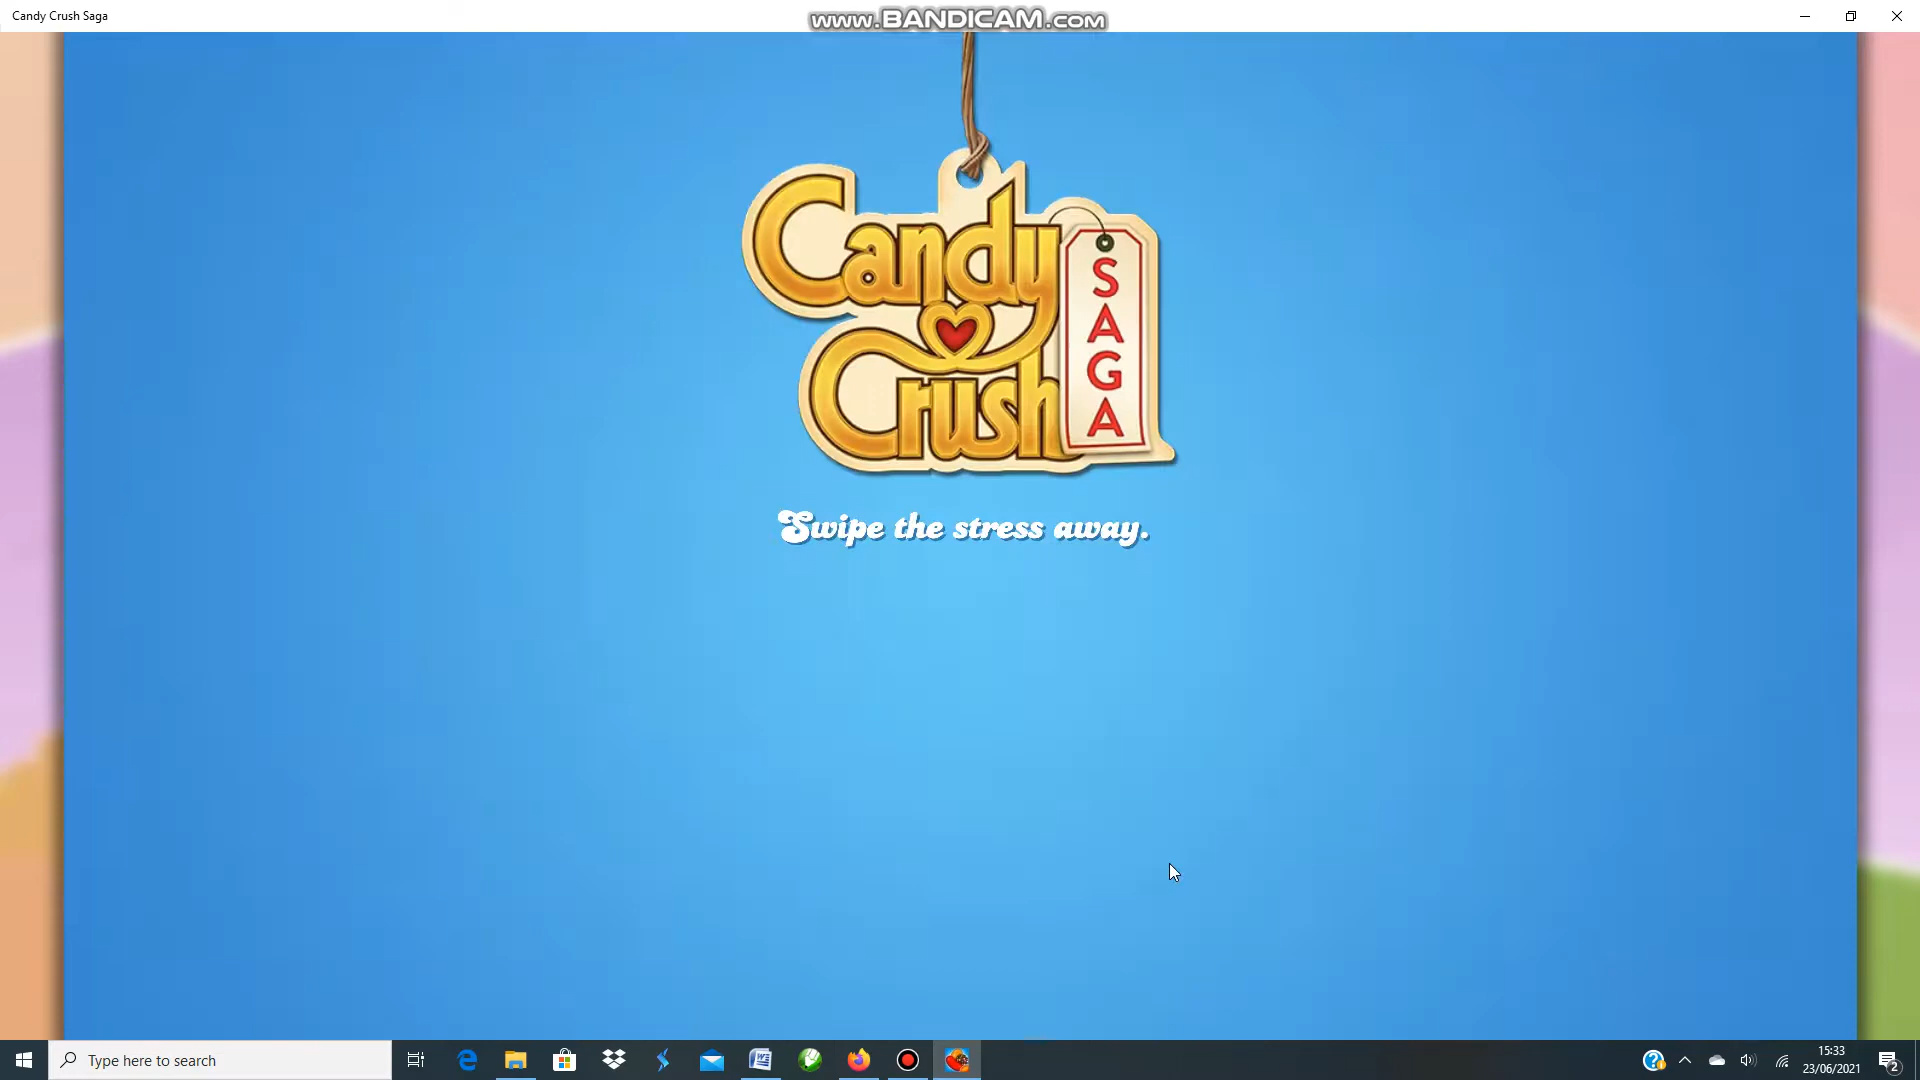 Candy Crush Saga
www.BANDICAM.com
Candy
Crush
SAGA
Swipe the stress away.
Type here to search
15:33
23/06/2021
2